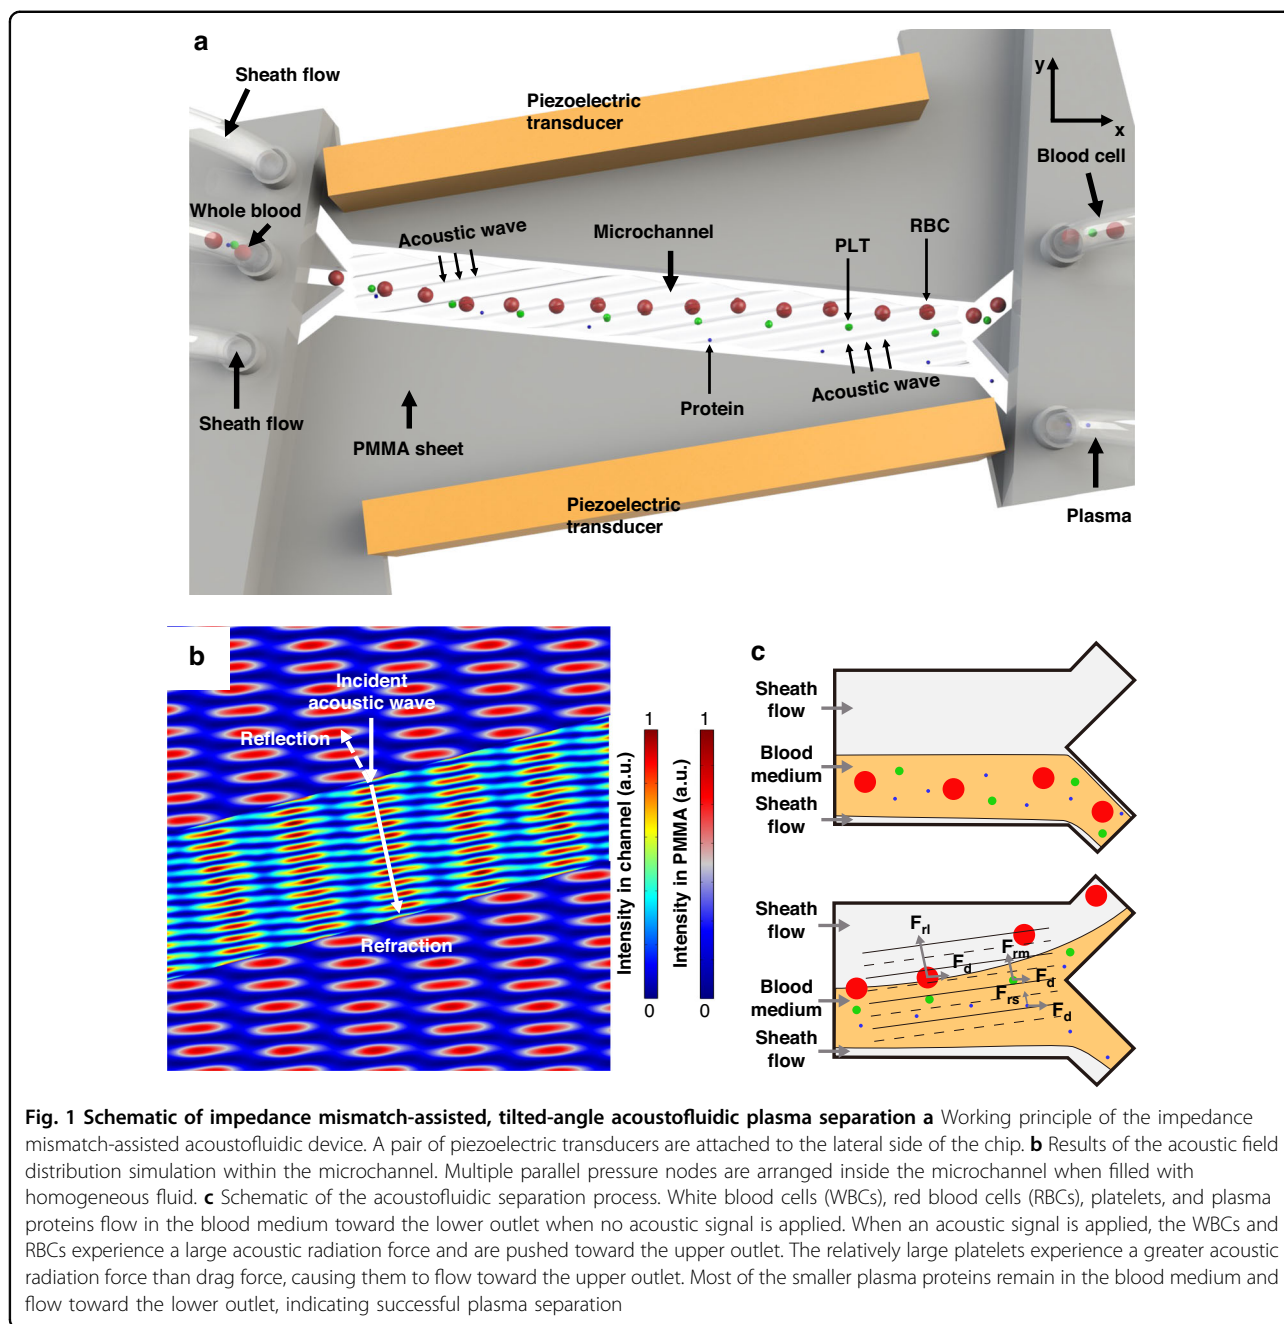 a
Sheath flow
Piezoelectric
transducer
y
x
Blood cell
Whole blood
Acoustic wave
Microchannel
PLT
RBC
Sheath flow
PMMA sheet
Protein
Acoustic wave
Piezoelectric
transducer
Plasma
b
Incident
acoustic wave
Reflection
Refraction
1
0
Intensity in channel (a.u.)
1
0
Intensity in PMMA (a.u.)
c
Sheath
flow
Blood
medium
Sheath
flow
Sheath
flow
Frl
Fd
Frm
Fd
Frs
Fd
Blood
medium
Sheath
flow
Fig. 1 Schematic of impedance mismatch-assisted, tilted-angle acoustofluidic plasma separation a Working principle of the impedance
mismatch-assisted acoustofluidic device. A pair of piezoelectric transducers are attached to the lateral side of the chip. b Results of the acoustic field
distribution simulation within the microchannel. Multiple parallel pressure nodes are arranged inside the microchannel when filled with
homogeneous fluid. c Schematic of the acoustofluidic separation process. White blood cells (WBCs), red blood cells (RBCs), platelets, and plasma
proteins flow in the blood medium toward the lower outlet when no acoustic signal is applied. When an acoustic signal is applied, the WBCs and
RBCs experience a large acoustic radiation force and are pushed toward the upper outlet. The relatively large platelets experience a greater acoustic
radiation force than drag force, causing them to flow toward the upper outlet. Most of the smaller plasma proteins remain in the blood medium and
flow toward the lower outlet, indicating successful plasma separation